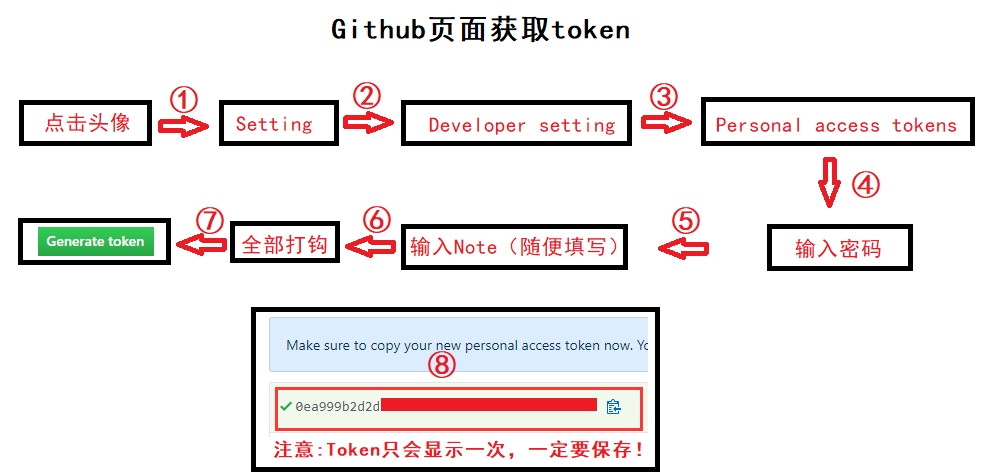 Github页面获取token
① ② ③
点击头像 Setting Developer setting Personal access tokens
④
⑦ ⑥ ⑤
Generate token 全部打钩 输入Note（随便填写） 输入密码
Make sure to copy your new personal access token now. Yo
⑧
0ea999b2d2d
注意:Token只会显示一次，一定要保存！